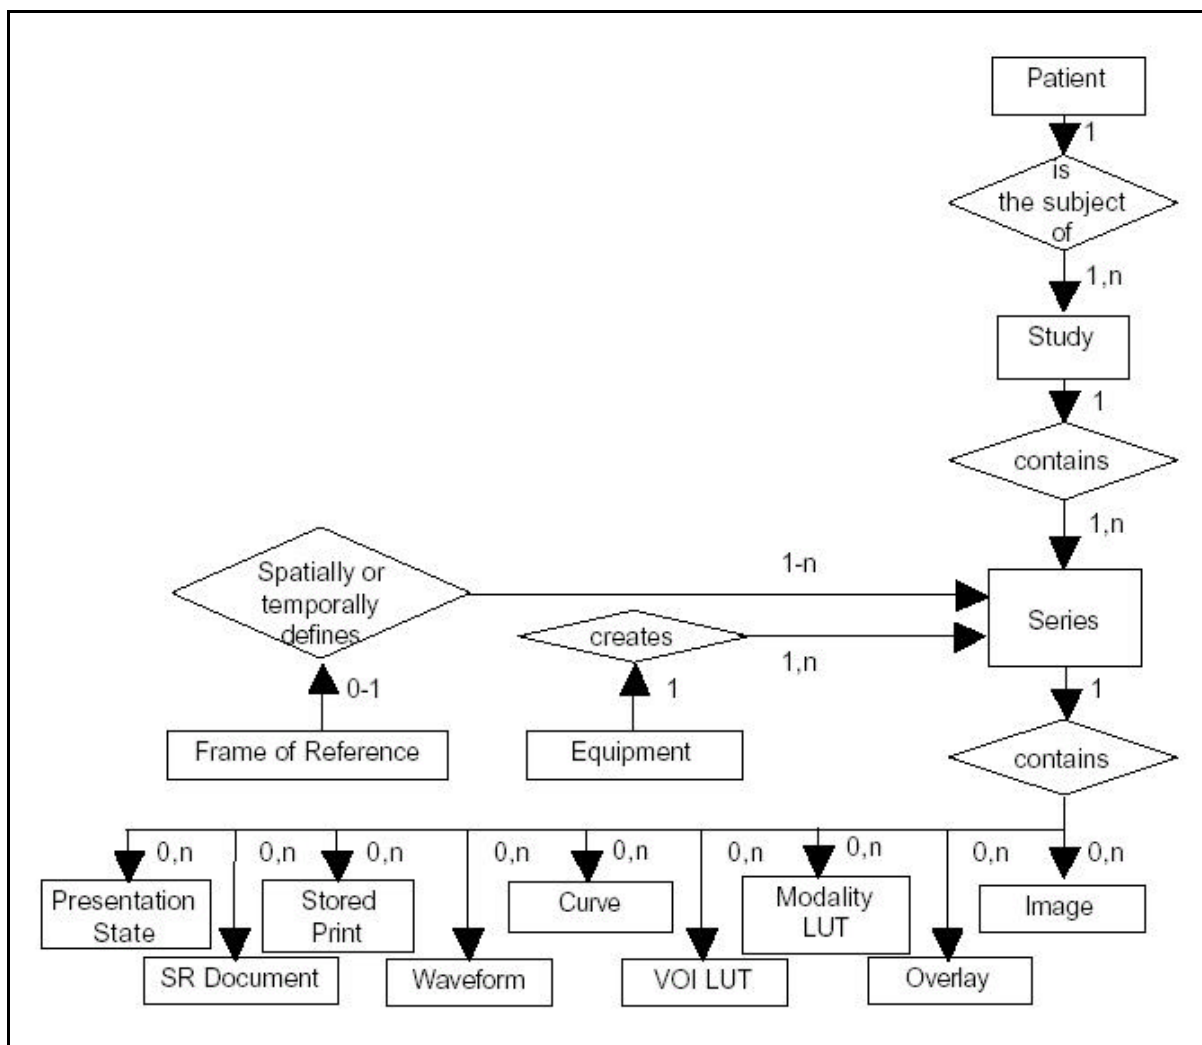 Patient
1
is
the subject
of
1,n
Study
1
contains
1,n
Spatially or
temporally
defines
1-n
Series
creates
1,n
0-1
1
1
Frame of Reference
Equipment
contains
0,n
0,n
0,n
0,n
0,n
0,n
0,n
0,n
0,n
Presentation
State
Stored
Print
Curve
Modality
LUT
Image
SR Document
Waveform
VOI LUT
Overlay